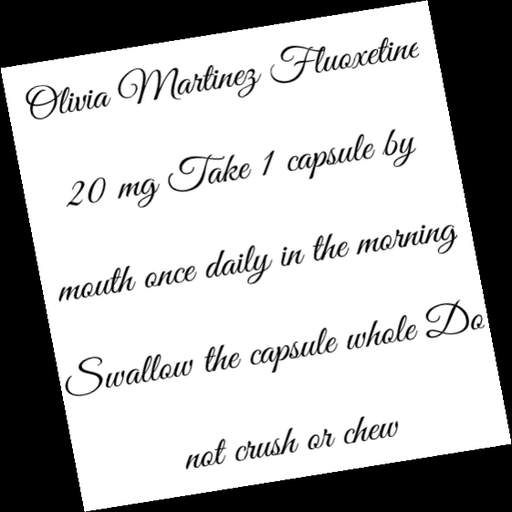 Olivia Martinez Fluoxetine
20 mg Take 1 capsule by
mouth once daily in the morning
Swallow the capsule whole Do
not crush or chew